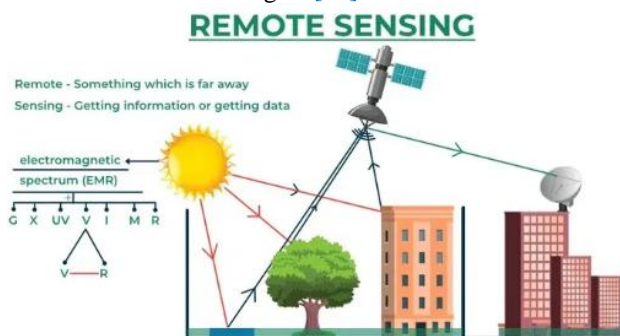 REMOTE SENSING
Remote - Something which is far away
Sensing - Getting information or getting data
electromagnetic
spectrum (EMR)
G X UV V I M R
V R